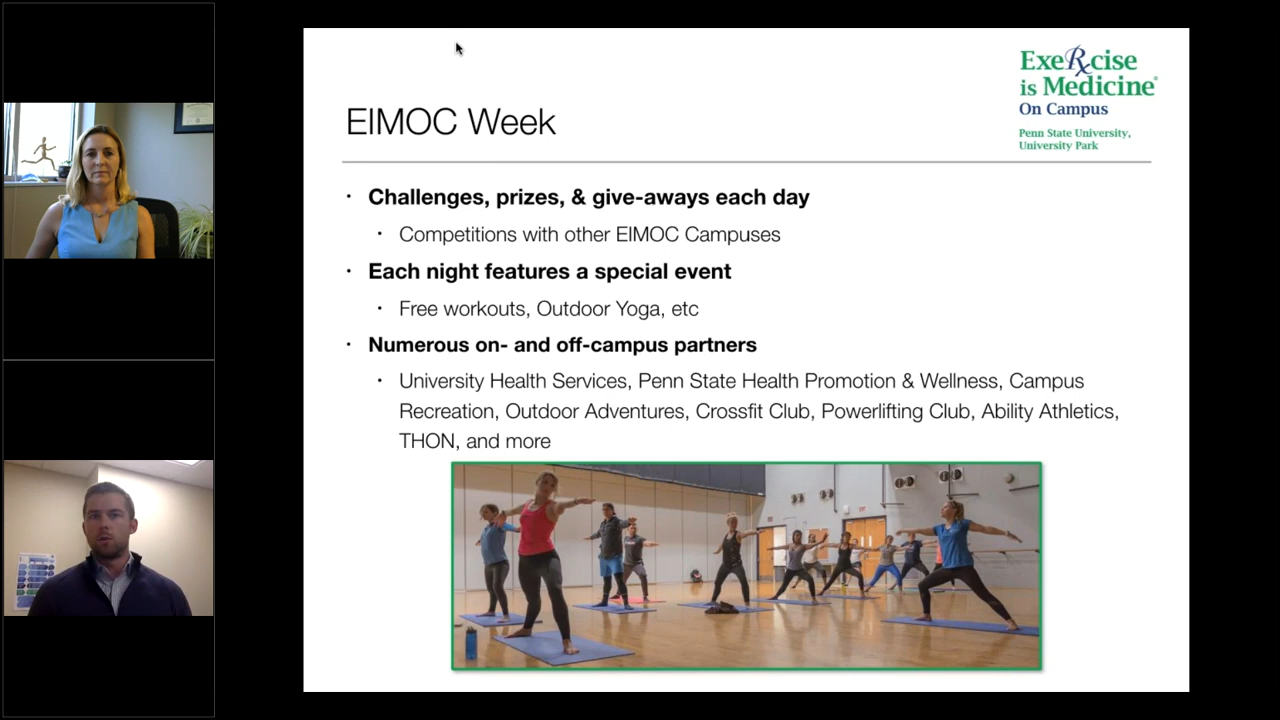 ExeRxcise
is Medicine®
On Campus
Penn State University,
University Park
EIMOC Week
· Challenges, prizes, & give-aways each day
· Competitions with other EIMOC Campuses
· Each night features a special event
· Free workouts, Outdoor Yoga, etc
· Numerous on- and off-campus partners
· University Health Services, Penn State Health Promotion & Wellness, Campus
Recreation, Outdoor Adventures, Crossfit Club, Powerlifting Club, Ability Athletics,
THON, and more